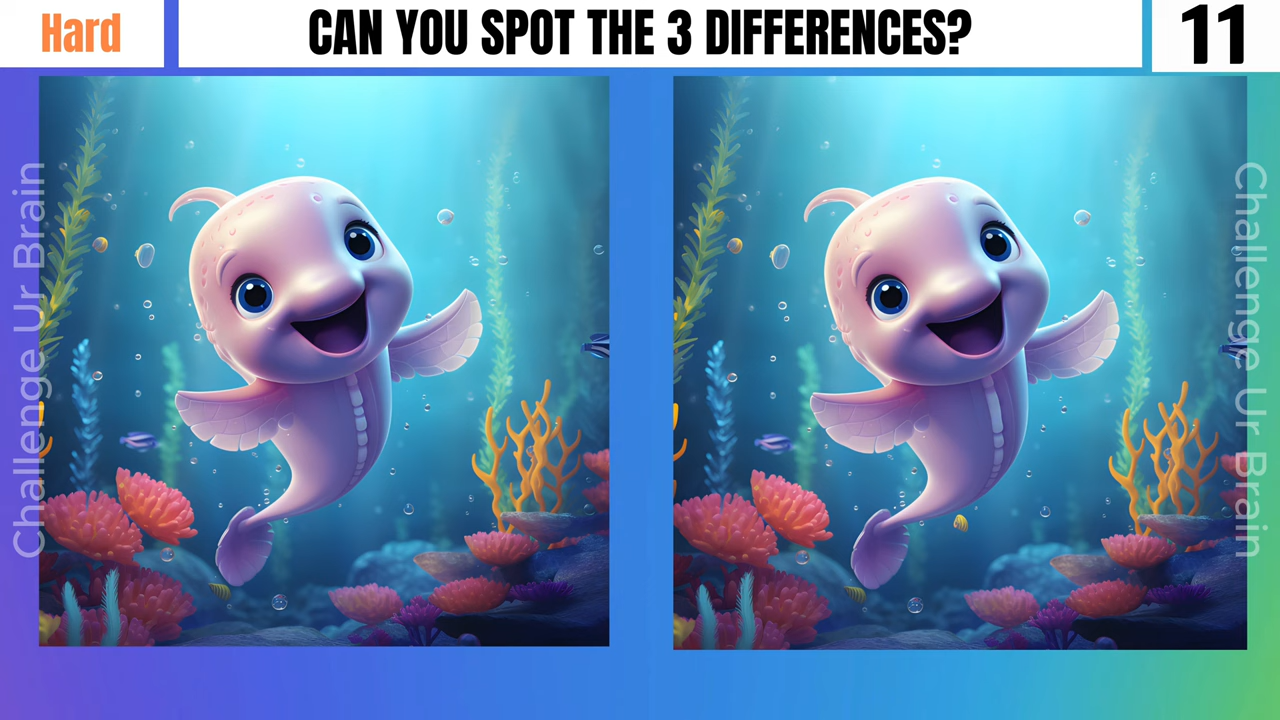 Hard
CAN YOU SPOT THE 3 DIFFERENCES?
11
Challenge Ur Brain
Challenge Ur Brain